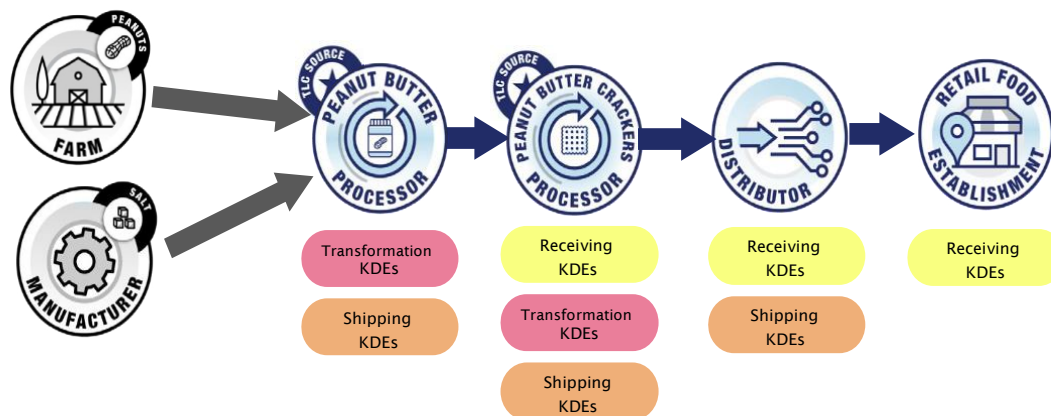 PEANUTS
FARM
SALT
MANUFACTURER
TLC SOURCE
PEANUT BUTTER
PROCESSOR
TLC SOURCE
PEANUT BUTTER CRACKERS
PROCESSOR
DISTRIBUTOR
RETAIL FOOD
ESTABLISHMENT
Transformation
KDEs
Shipping
KDEs
Receiving
KDEs
Transformation
KDEs
Shipping
KDEs
Receiving
KDEs
Shipping
KDEs
Receiving
KDEs